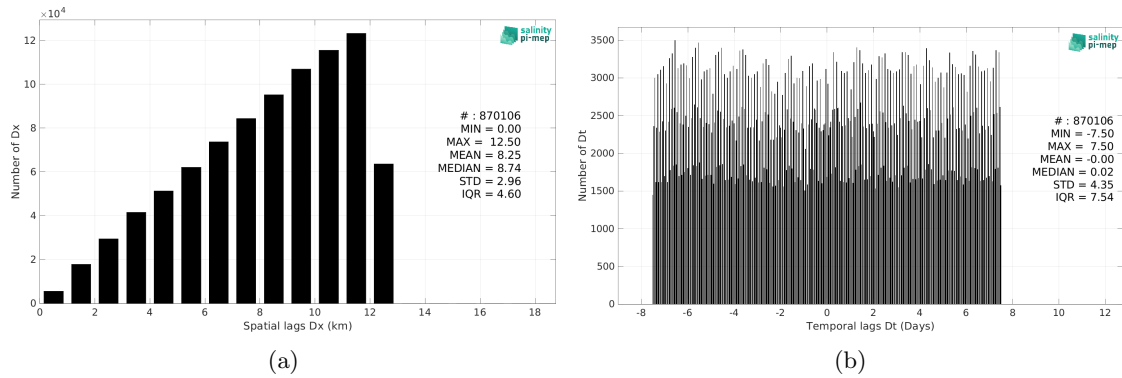 ×10⁴
12
10
8
6
4
2
0
Number of Dx
0 2 4 6 8 10 12 14 16 18
Spatial lags Dx (km)
salinity
pi-mep
# : 870106
MIN = 0.00
MAX = 12.50
MEAN = 8.25
MEDIAN = 8.74
STD = 2.96
IQR = 4.60
(a)
3500
3000
2500
2000
1500
1000
500
0
Number of Dt
-8 -6 -4 -2 0 2 4 6 8 10 12
Temporal lags Dt (Days)
salinity
pi-mep
# : 870106
MIN = -7.50
MAX = 7.50
MEAN = -0.00
MEDIAN = 0.02
STD = 4.35
IQR = 7.54
(b)